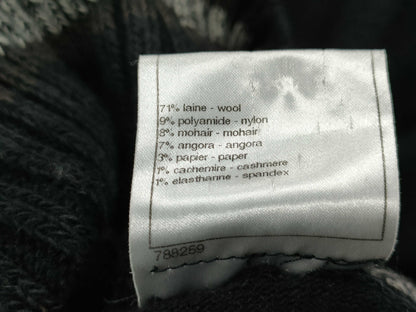 71% laine - wool
9% polyamide - nylon
8% mohair - mohair
7% angora - angora
3% papier - paper
1% cachemire - cashmere
1% elasthanne - spandex
788259